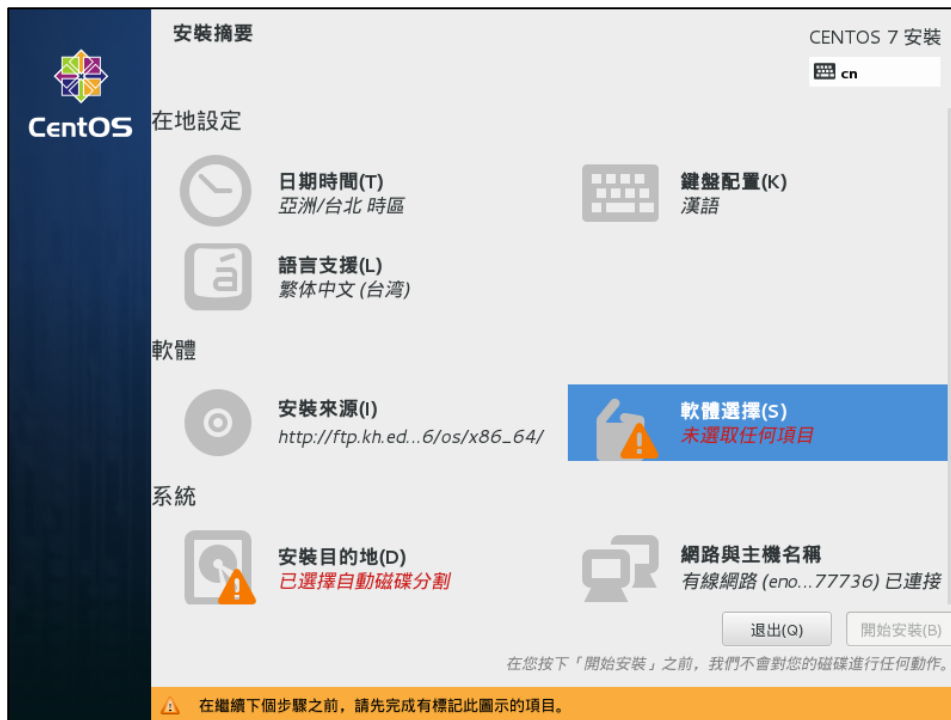 安裝摘要
CENTOS 7 安裝
cn
CentOS
在地設定
日期時間(T)
亞洲/台北 時區
鍵盤配置(K)
漢語
á
語言支援(L)
繁体中文 (台湾)
軟體
安裝來源(I)
http://ftp.kh.ed...6/os/x86_64/
軟體選擇(S)
未選取任何項目
系統
安裝目的地(D)
已選擇自動磁碟分割
網路與主機名稱
有線網路 (eno...77736) 已連接
退出(Q)
開始安裝(B)
在您按下「開始安裝」之前，我們不會對您的磁碟進行任何動作。
在繼續下個步驟之前，請先完成有標記此圖示的項目。